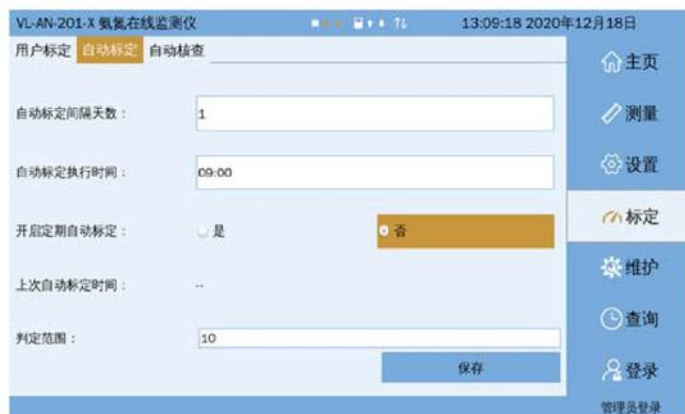 VL-AN-201-X 氨氮在线监测仪 13:09:18 2020年12月18日
用户标定 自动标定 自动核查
主页
自动标定间隔天数： 1
测量
自动标定执行时间： 09:00
设置
开启定期自动标定： 是 否
标定
上次自动标定时间： --
维护
判定范围： 10
查询
保存
登录
管理员登录